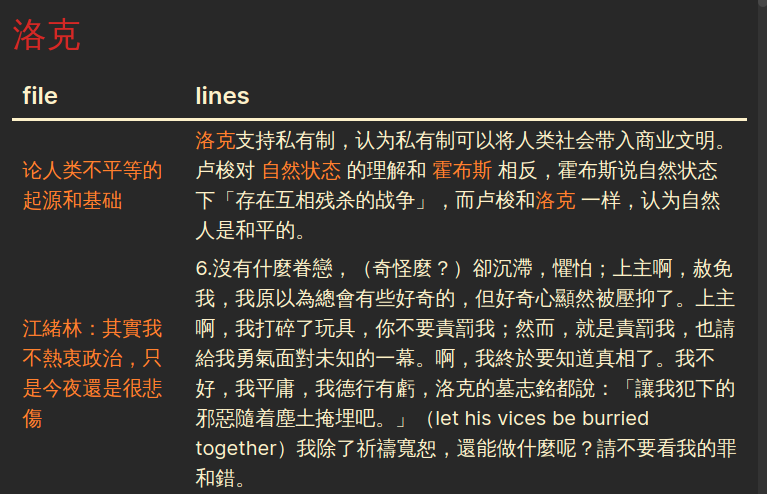 洛克
file lines
论人类不平等的
起源和基础
洛克支持私有制，认为私有制可以将人类社会带入商业文明。
卢梭对 自然状态 的理解和 霍布斯 相反，霍布斯说自然状态
下「存在互相残杀的战争」，而卢梭和洛克 一样，认为自然
人是和平的。
江緒林：其實我
不熱衷政治，只
是今夜還是很悲
傷
6.沒有什麼眷戀，（奇怪麼？）卻沉滯，懼怕；上主啊，赦免
我，我原以為總會有些好奇的，但好奇心顯然被壓抑了。上主
啊，我打碎了玩具，你不要責罰我；然而，就是責罰我，也請
給我勇氣面對未知的一幕。啊，我終於要知道真相了。我不
好，我平庸，我德行有虧，洛克的墓志銘都說：「讓我犯下的
邪惡隨着塵土掩埋吧。」（let his vices be burried
together）我除了祈禱寬恕，還能做什麼呢？請不要看我的罪
和錯。